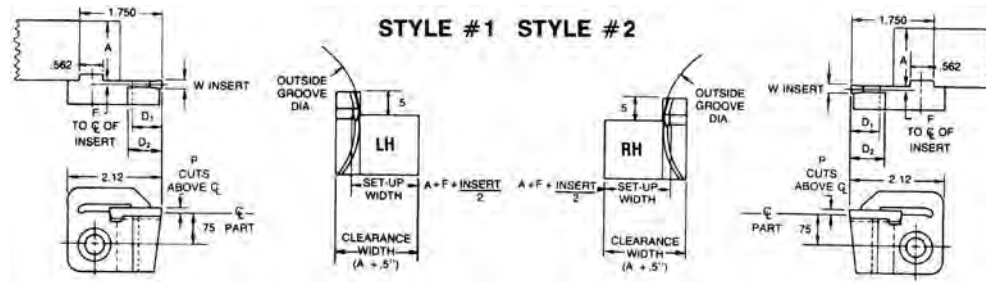 STYLE #1 STYLE #2
1.750
A
.562
W INSERT
F
TO ℄ OF
INSERT
D₁
D₂
P
CUTS
ABOVE ℄
2.12
℄
PART
.75
OUTSIDE
GROOVE
DIA.
.5
LH
SET-UP
WIDTH
A + F + INSERT
2
CLEARANCE
WIDTH
(A + .5")
OUTSIDE
GROOVE
DIA.
5
RH
A + F + INSERT
2
SET-UP
WIDTH
CLEARANCE
WIDTH
(A + .5")
1.750
A
.562
W INSERT
F
TO ℄ OF
INSERT
D₁
D₂
P
CUTS
ABOVE ℄
2.12
℄
PART
.75